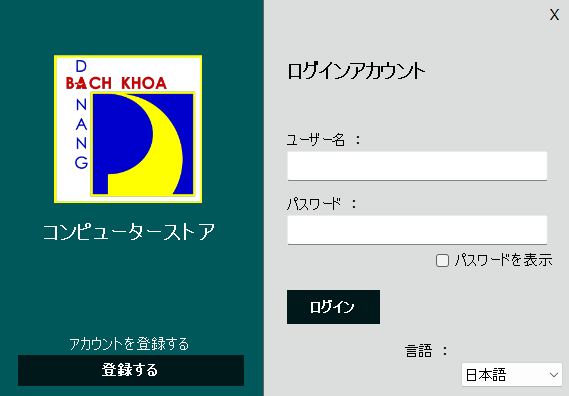 X
DANANG
BACH KHOA
コンピューターストア
アカウントを登録する
登録する
ログインアカウント
ユーザー名 ：
パスワード ：
パスワードを表示
ログイン
言語 ：
日本語